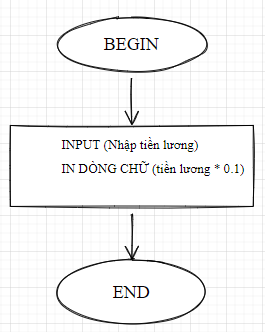 BEGIN
INPUT (Nhập tiền lương)
IN DÒNG CHỮ (tiền lương * 0.1)
END